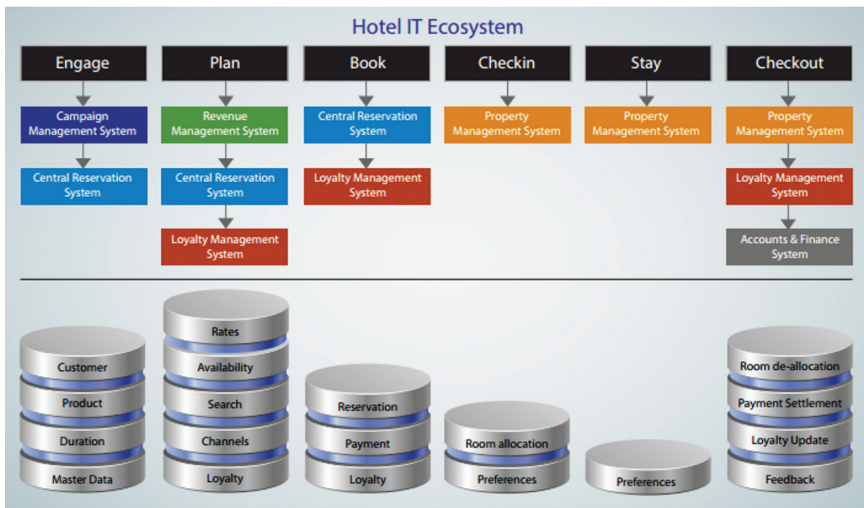 Hotel IT Ecosystem
Engage
Plan
Book
Checkin
Stay
Checkout
Campaign
Management System
Revenue
Management System
Central Reservation
System
Property
Management System
Property
Management System
Property
Management System
Central Reservation
System
Central Reservation
System
Loyalty Management
System
Loyalty Management
System
Loyalty Management
System
Accounts & Finance
System
Customer
Product
Duration
Master Data
Rates
Availability
Search
Channels
Loyalty
Reservation
Payment
Loyalty
Room allocation
Preferences
Preferences
Room de-allocation
Payment Settlement
Loyalty Update
Feedback